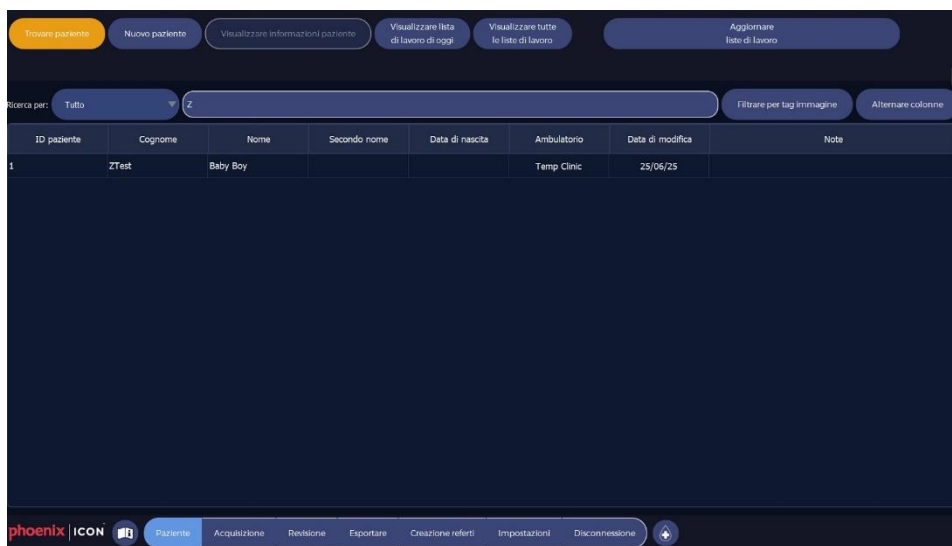 Trovare paziente
Nuovo paziente
Visualizzare informazioni paziente
Visualizzare lista
di lavoro di oggi
Visualizzare tutte
le liste di lavoro
Aggiornare
liste di lavoro
Ricerca per:
Tutto
Z
Filtrare per tag immagine
Alternare colonne
ID paziente Cognome Nome Secondo nome Data di nascita Ambulatorio Data di modifica Note
1 ZTest Baby Boy Temp Clinic 25/06/25
phoenix | ICON
Paziente Acquisizione Revisione Esportare Creazione referti Impostazioni Disconnessione